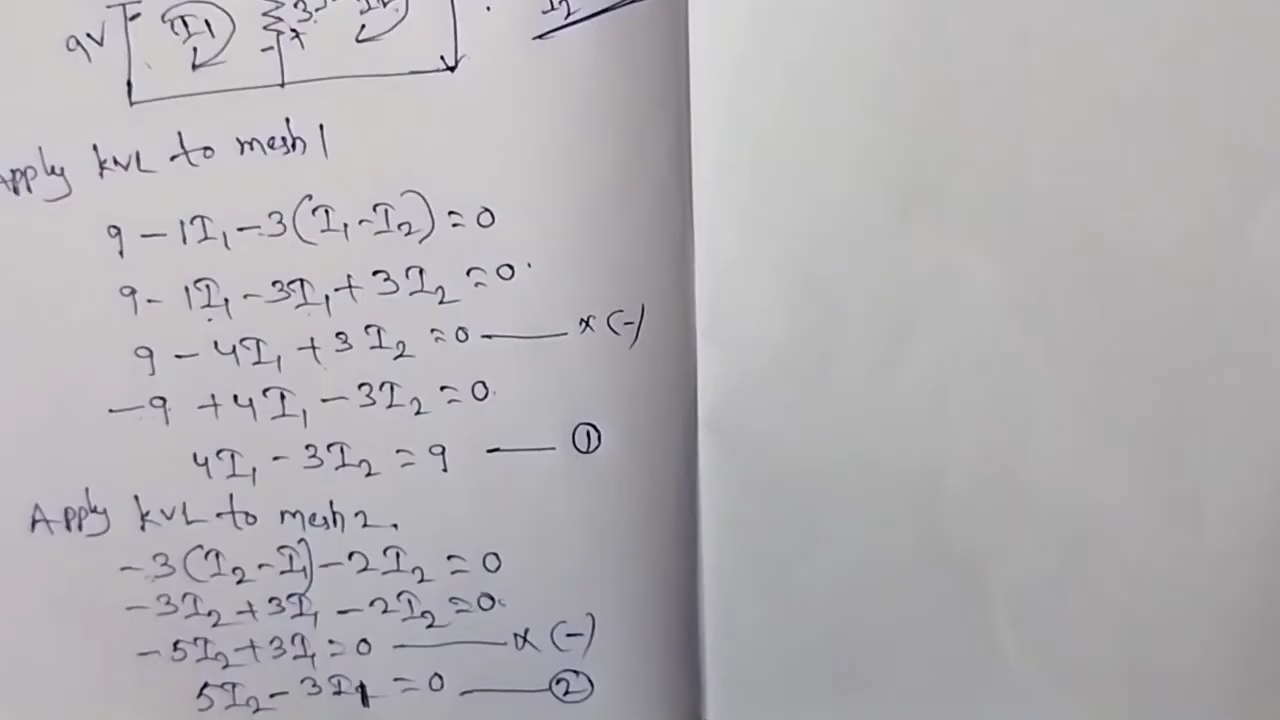 I2
9V I1 3 I2
- +
Apply KVL to mesh 1
9 - 1I1 - 3(I1 - I2) = 0
9 - 1I1 - 3I1 + 3I2 = 0.
9 - 4I1 + 3I2 = 0 —— × (-)
-9 + 4I1 - 3I2 = 0.
4I1 - 3I2 = 9 —— ①
Apply KVL to mesh 2.
-3(I2 - I1) - 2I2 = 0
-3I2 + 3I1 - 2I2 = 0.
-5I2 + 3I1 = 0 —— × (-)
5I2 - 3I1 = 0 —— ②